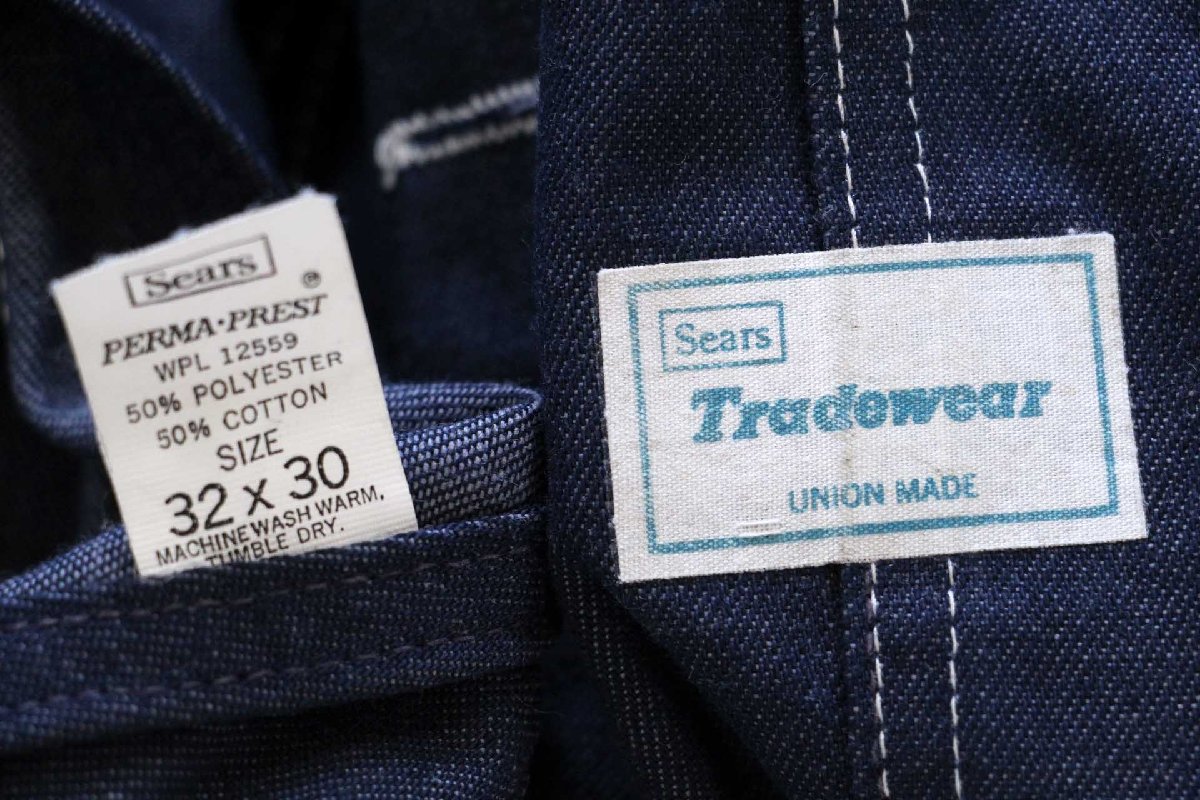 Sears
PERMA-PREST®
WPL 12559
50% POLYESTER
50% COTTON
SIZE
32 x 30
MACHINE WASH WARM,
TUMBLE DRY.
Sears
Tradewear
UNION MADE